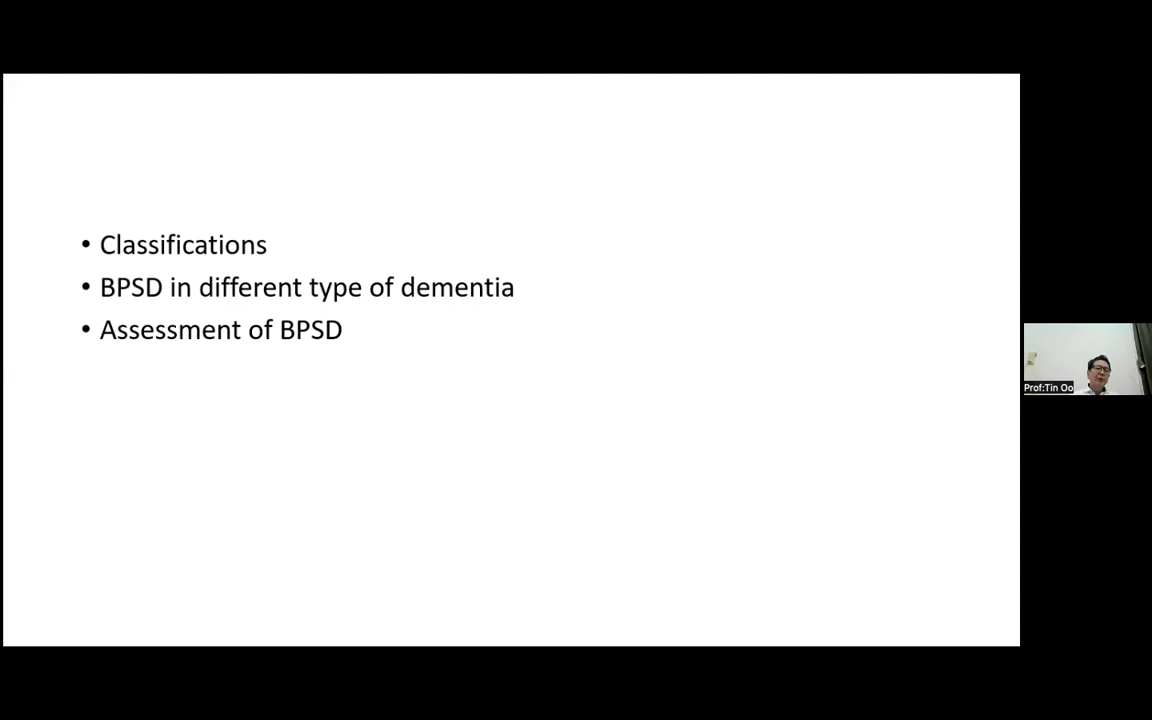 • Classifications
• BPSD in different type of dementia
• Assessment of BPSD
Prof:Tin Oo